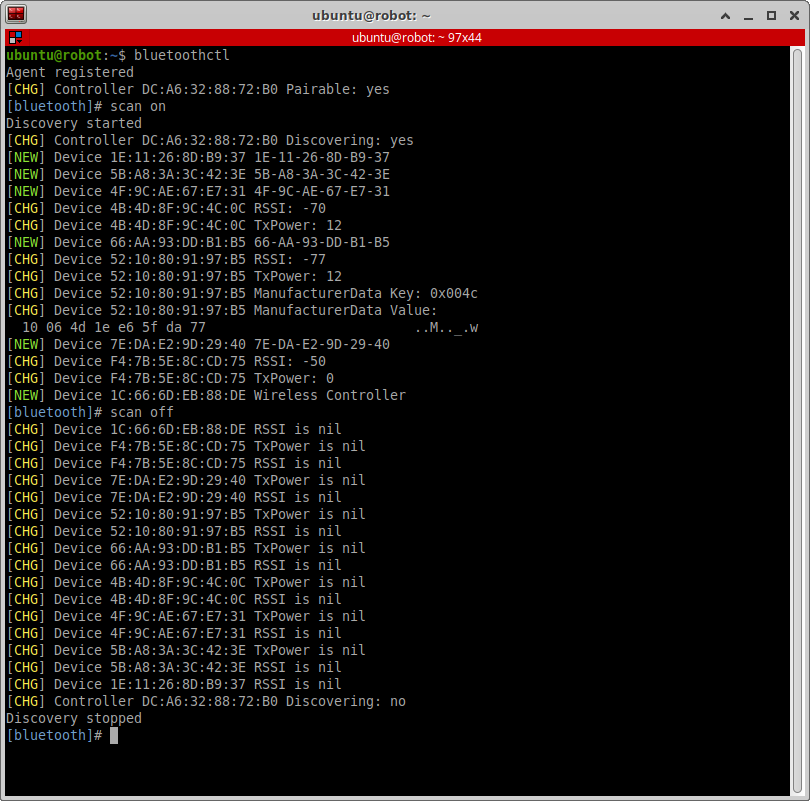 ubuntu@robot: ~
ubuntu@robot: ~ 97x44
ubuntu@robot:~$ bluetoothctl
Agent registered
[CHG] Controller DC:A6:32:88:72:B0 Pairable: yes
[bluetooth]# scan on
Discovery started
[CHG] Controller DC:A6:32:88:72:B0 Discovering: yes
[NEW] Device 1E:11:26:8D:B9:37 1E-11-26-8D-B9-37
[NEW] Device 5B:A8:3A:3C:42:3E 5B-A8-3A-3C-42-3E
[NEW] Device 4F:9C:AE:67:E7:31 4F-9C-AE-67-E7-31
[CHG] Device 4B:4D:8F:9C:4C:0C RSSI: -70
[CHG] Device 4B:4D:8F:9C:4C:0C TxPower: 12
[NEW] Device 66:AA:93:DD:B1:B5 66-AA-93-DD-B1-B5
[CHG] Device 52:10:80:91:97:B5 RSSI: -77
[CHG] Device 52:10:80:91:97:B5 TxPower: 12
[CHG] Device 52:10:80:91:97:B5 ManufacturerData Key: 0x004c
[CHG] Device 52:10:80:91:97:B5 ManufacturerData Value:
  10 06 4d 1e e6 5f da 77                          ..M.._.w
[NEW] Device 7E:DA:E2:9D:29:40 7E-DA-E2-9D-29-40
[CHG] Device F4:7B:5E:8C:CD:75 RSSI: -50
[CHG] Device F4:7B:5E:8C:CD:75 TxPower: 0
[NEW] Device 1C:66:6D:EB:88:DE Wireless Controller
[bluetooth]# scan off
[CHG] Device 1C:66:6D:EB:88:DE RSSI is nil
[CHG] Device F4:7B:5E:8C:CD:75 TxPower is nil
[CHG] Device F4:7B:5E:8C:CD:75 RSSI is nil
[CHG] Device 7E:DA:E2:9D:29:40 TxPower is nil
[CHG] Device 7E:DA:E2:9D:29:40 RSSI is nil
[CHG] Device 52:10:80:91:97:B5 TxPower is nil
[CHG] Device 52:10:80:91:97:B5 RSSI is nil
[CHG] Device 66:AA:93:DD:B1:B5 TxPower is nil
[CHG] Device 66:AA:93:DD:B1:B5 RSSI is nil
[CHG] Device 4B:4D:8F:9C:4C:0C TxPower is nil
[CHG] Device 4B:4D:8F:9C:4C:0C RSSI is nil
[CHG] Device 4F:9C:AE:67:E7:31 TxPower is nil
[CHG] Device 4F:9C:AE:67:E7:31 RSSI is nil
[CHG] Device 5B:A8:3A:3C:42:3E TxPower is nil
[CHG] Device 5B:A8:3A:3C:42:3E RSSI is nil
[CHG] Device 1E:11:26:8D:B9:37 RSSI is nil
[CHG] Controller DC:A6:32:88:72:B0 Discovering: no
Discovery stopped
[bluetooth]#